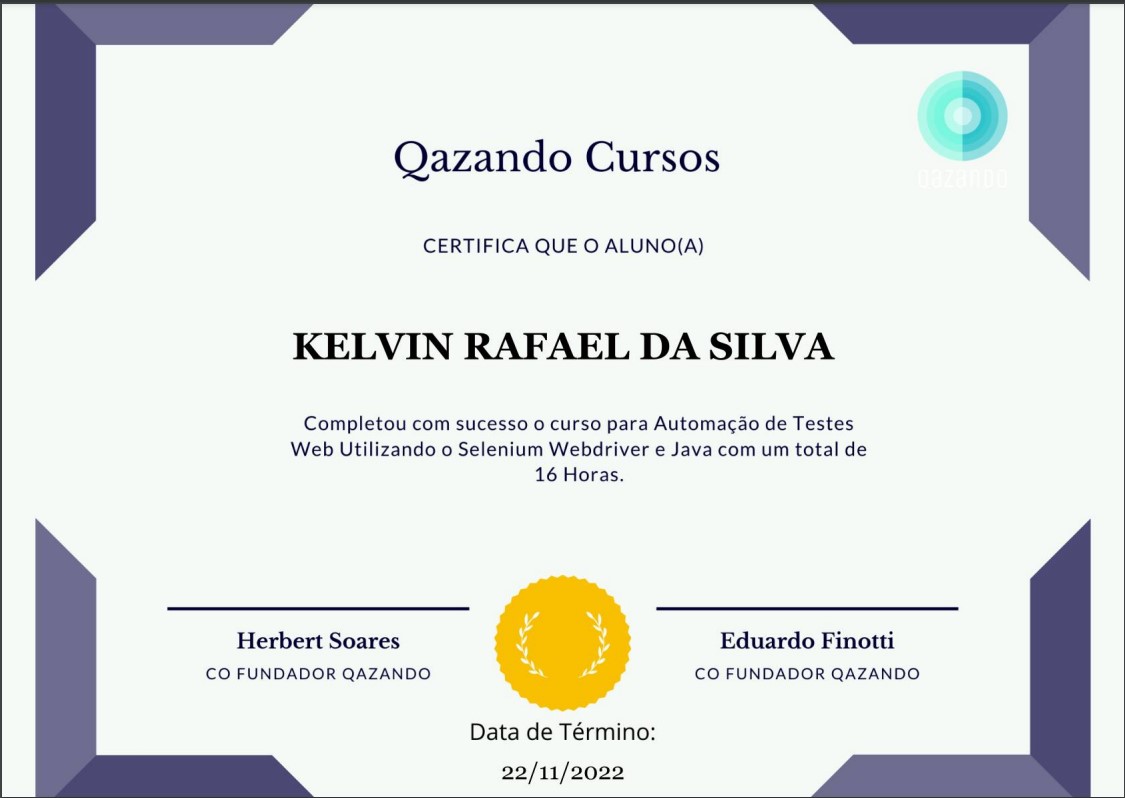 Qazando Cursos
qazando
CERTIFICA QUE O ALUNO(A)
KELVIN RAFAEL DA SILVA
Completou com sucesso o curso para Automação de Testes
Web Utilizando o Selenium Webdriver e Java com um total de
16 Horas.
Herbert Soares
CO FUNDADOR QAZANDO
Eduardo Finotti
CO FUNDADOR QAZANDO
Data de Término:
22/11/2022